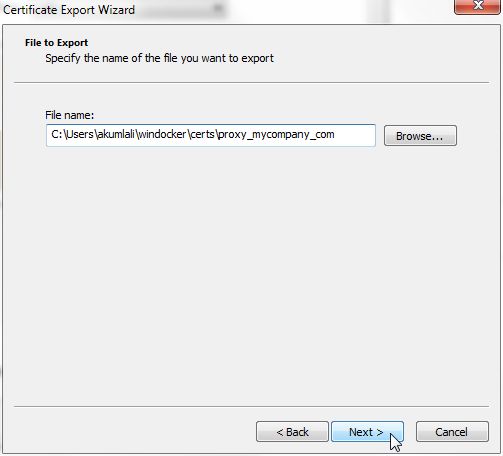 Certificate Export Wizard
File to Export
Specify the name of the file you want to export
File name:
C:\Users\akumlali\windocker\certs\proxy_mycompany_com
Browse...
< Back
Next >
Cancel